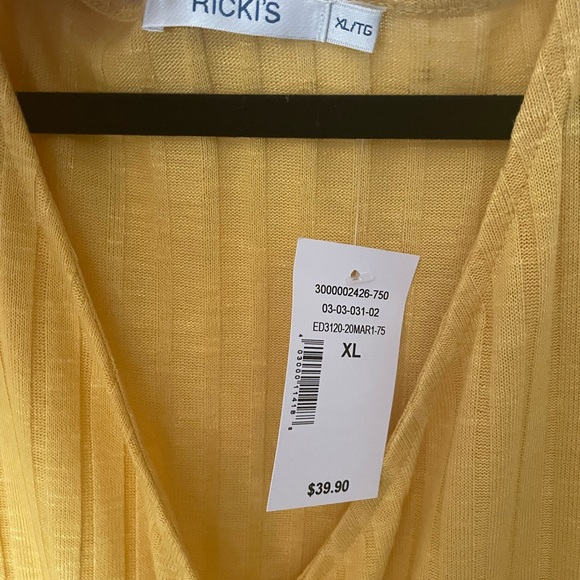 RICKI'S
XL/TG
3000002426-750
03-03-031-02
ED3120-20MAR1-75
XL
$39.90